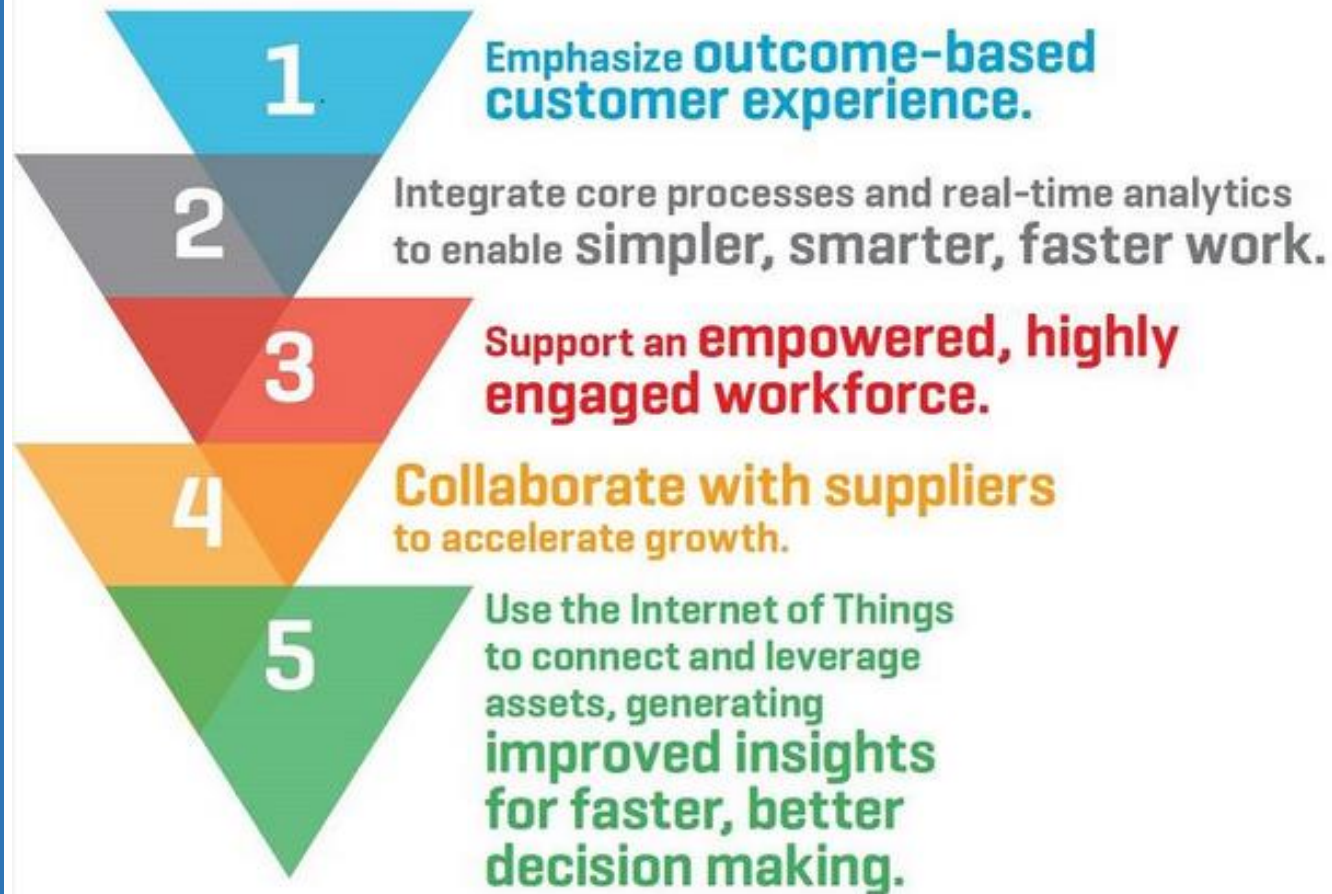 1
Emphasize outcome-based
customer experience.
2
Integrate core processes and real-time analytics
to enable simpler, smarter, faster work.
3
Support an empowered, highly
engaged workforce.
4
Collaborate with suppliers
to accelerate growth.
5
Use the Internet of Things
to connect and leverage
assets, generating
improved insights
for faster, better
decision making.